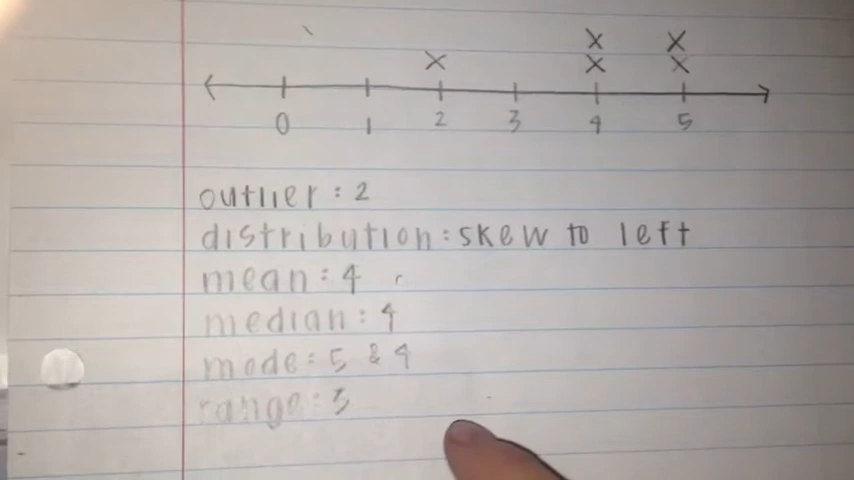 x x
x x x
0 1 2 3 4 5
outlier : 2
distribution : skew to left
mean : 4
median : 4
mode : 5 & 4
range : 3